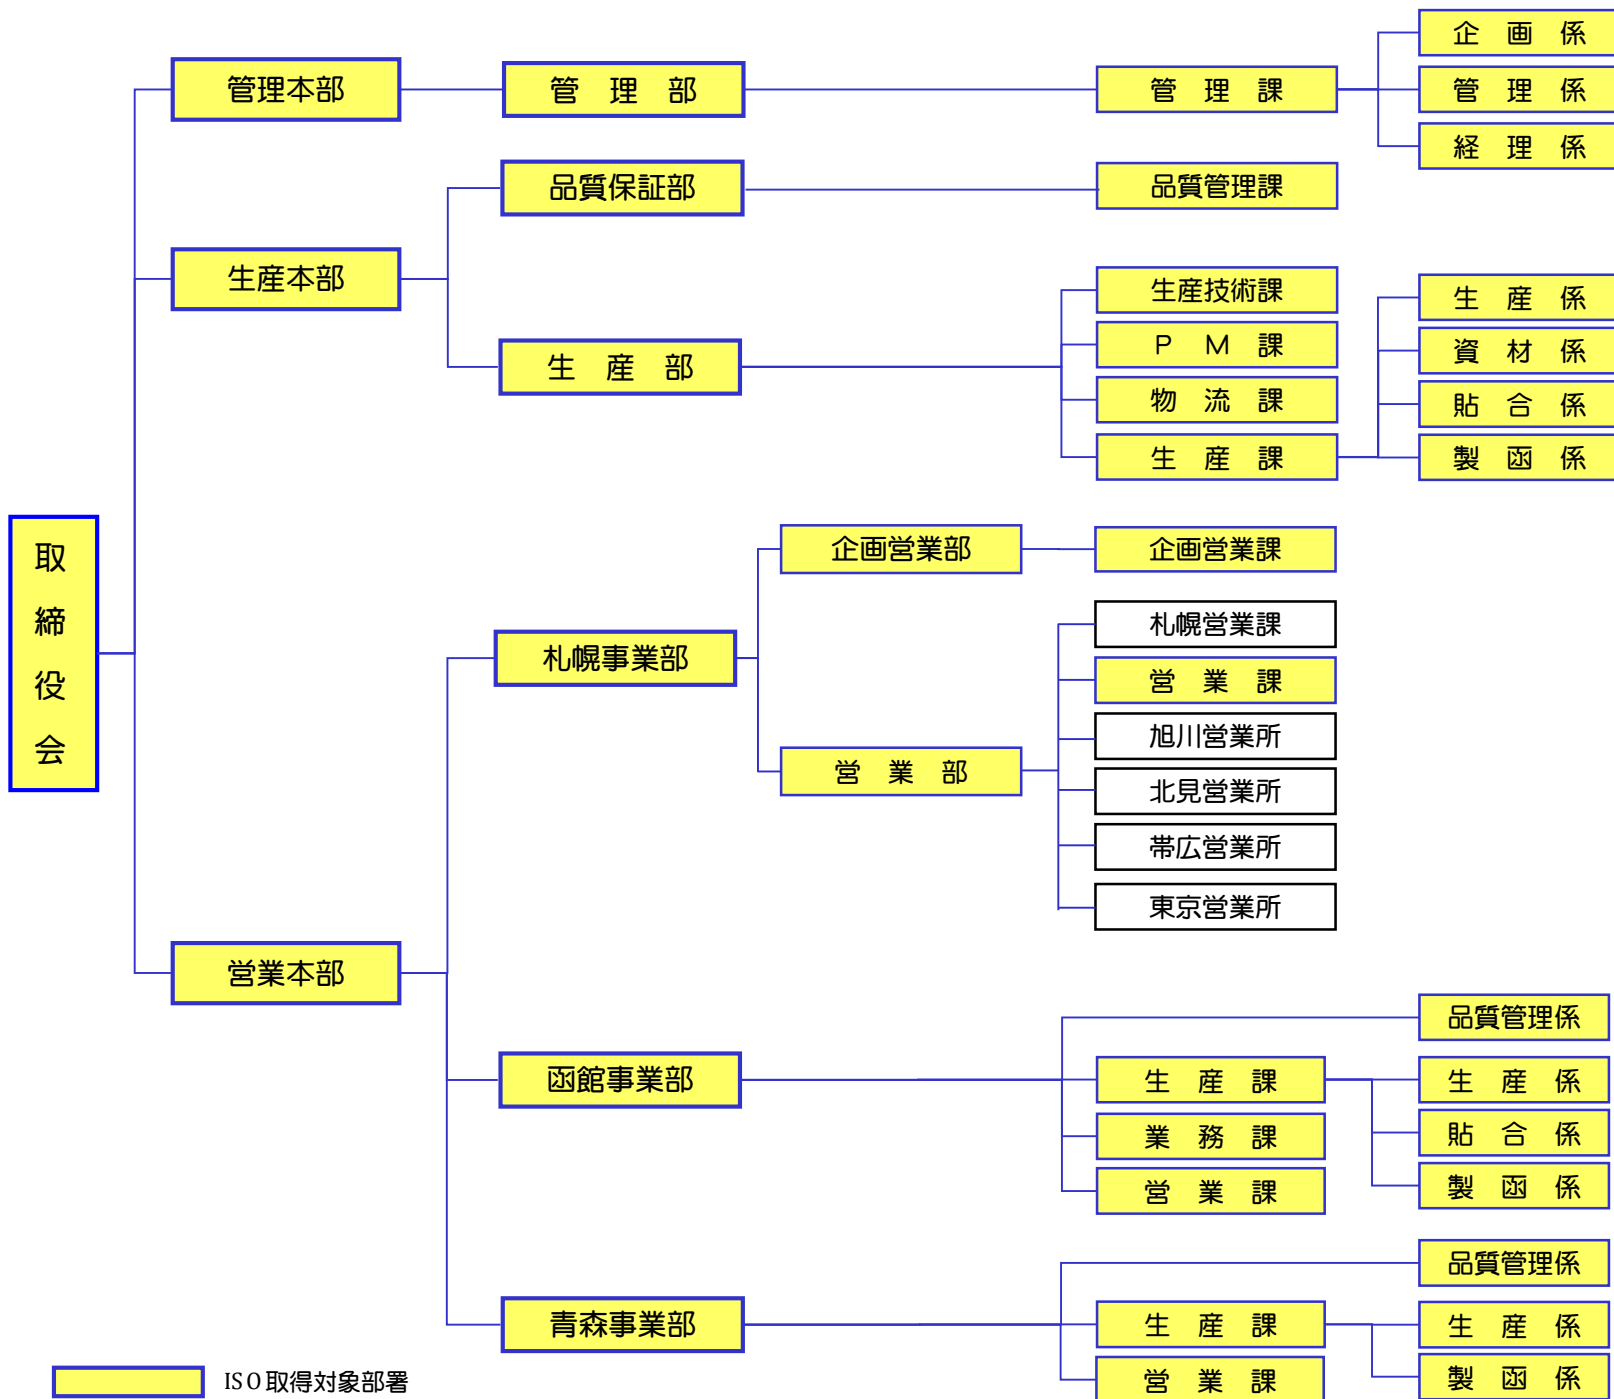 企　画　係
管理本部
管　理　部
管　理　課
管　理　係
経　理　係
品質保証部
品質管理課
生産本部
生産技術課
生　産　係
Ｐ　Ｍ　課
資　材　係
生　産　部
物　流　課
貼　合　係
生　産　課
製　函　係
取
締
役
会
企画営業部
企画営業課
札幌営業課
札幌事業部
営　業　課
旭川営業所
営　業　部
北見営業所
帯広営業所
東京営業所
営業本部
品質管理係
函館事業部
生　産　課
生　産　係
業　務　課
貼　合　係
営　業　課
製　函　係
品質管理係
青森事業部
生　産　課
生　産　係
営　業　課
製　函　係
ISO取得対象部署